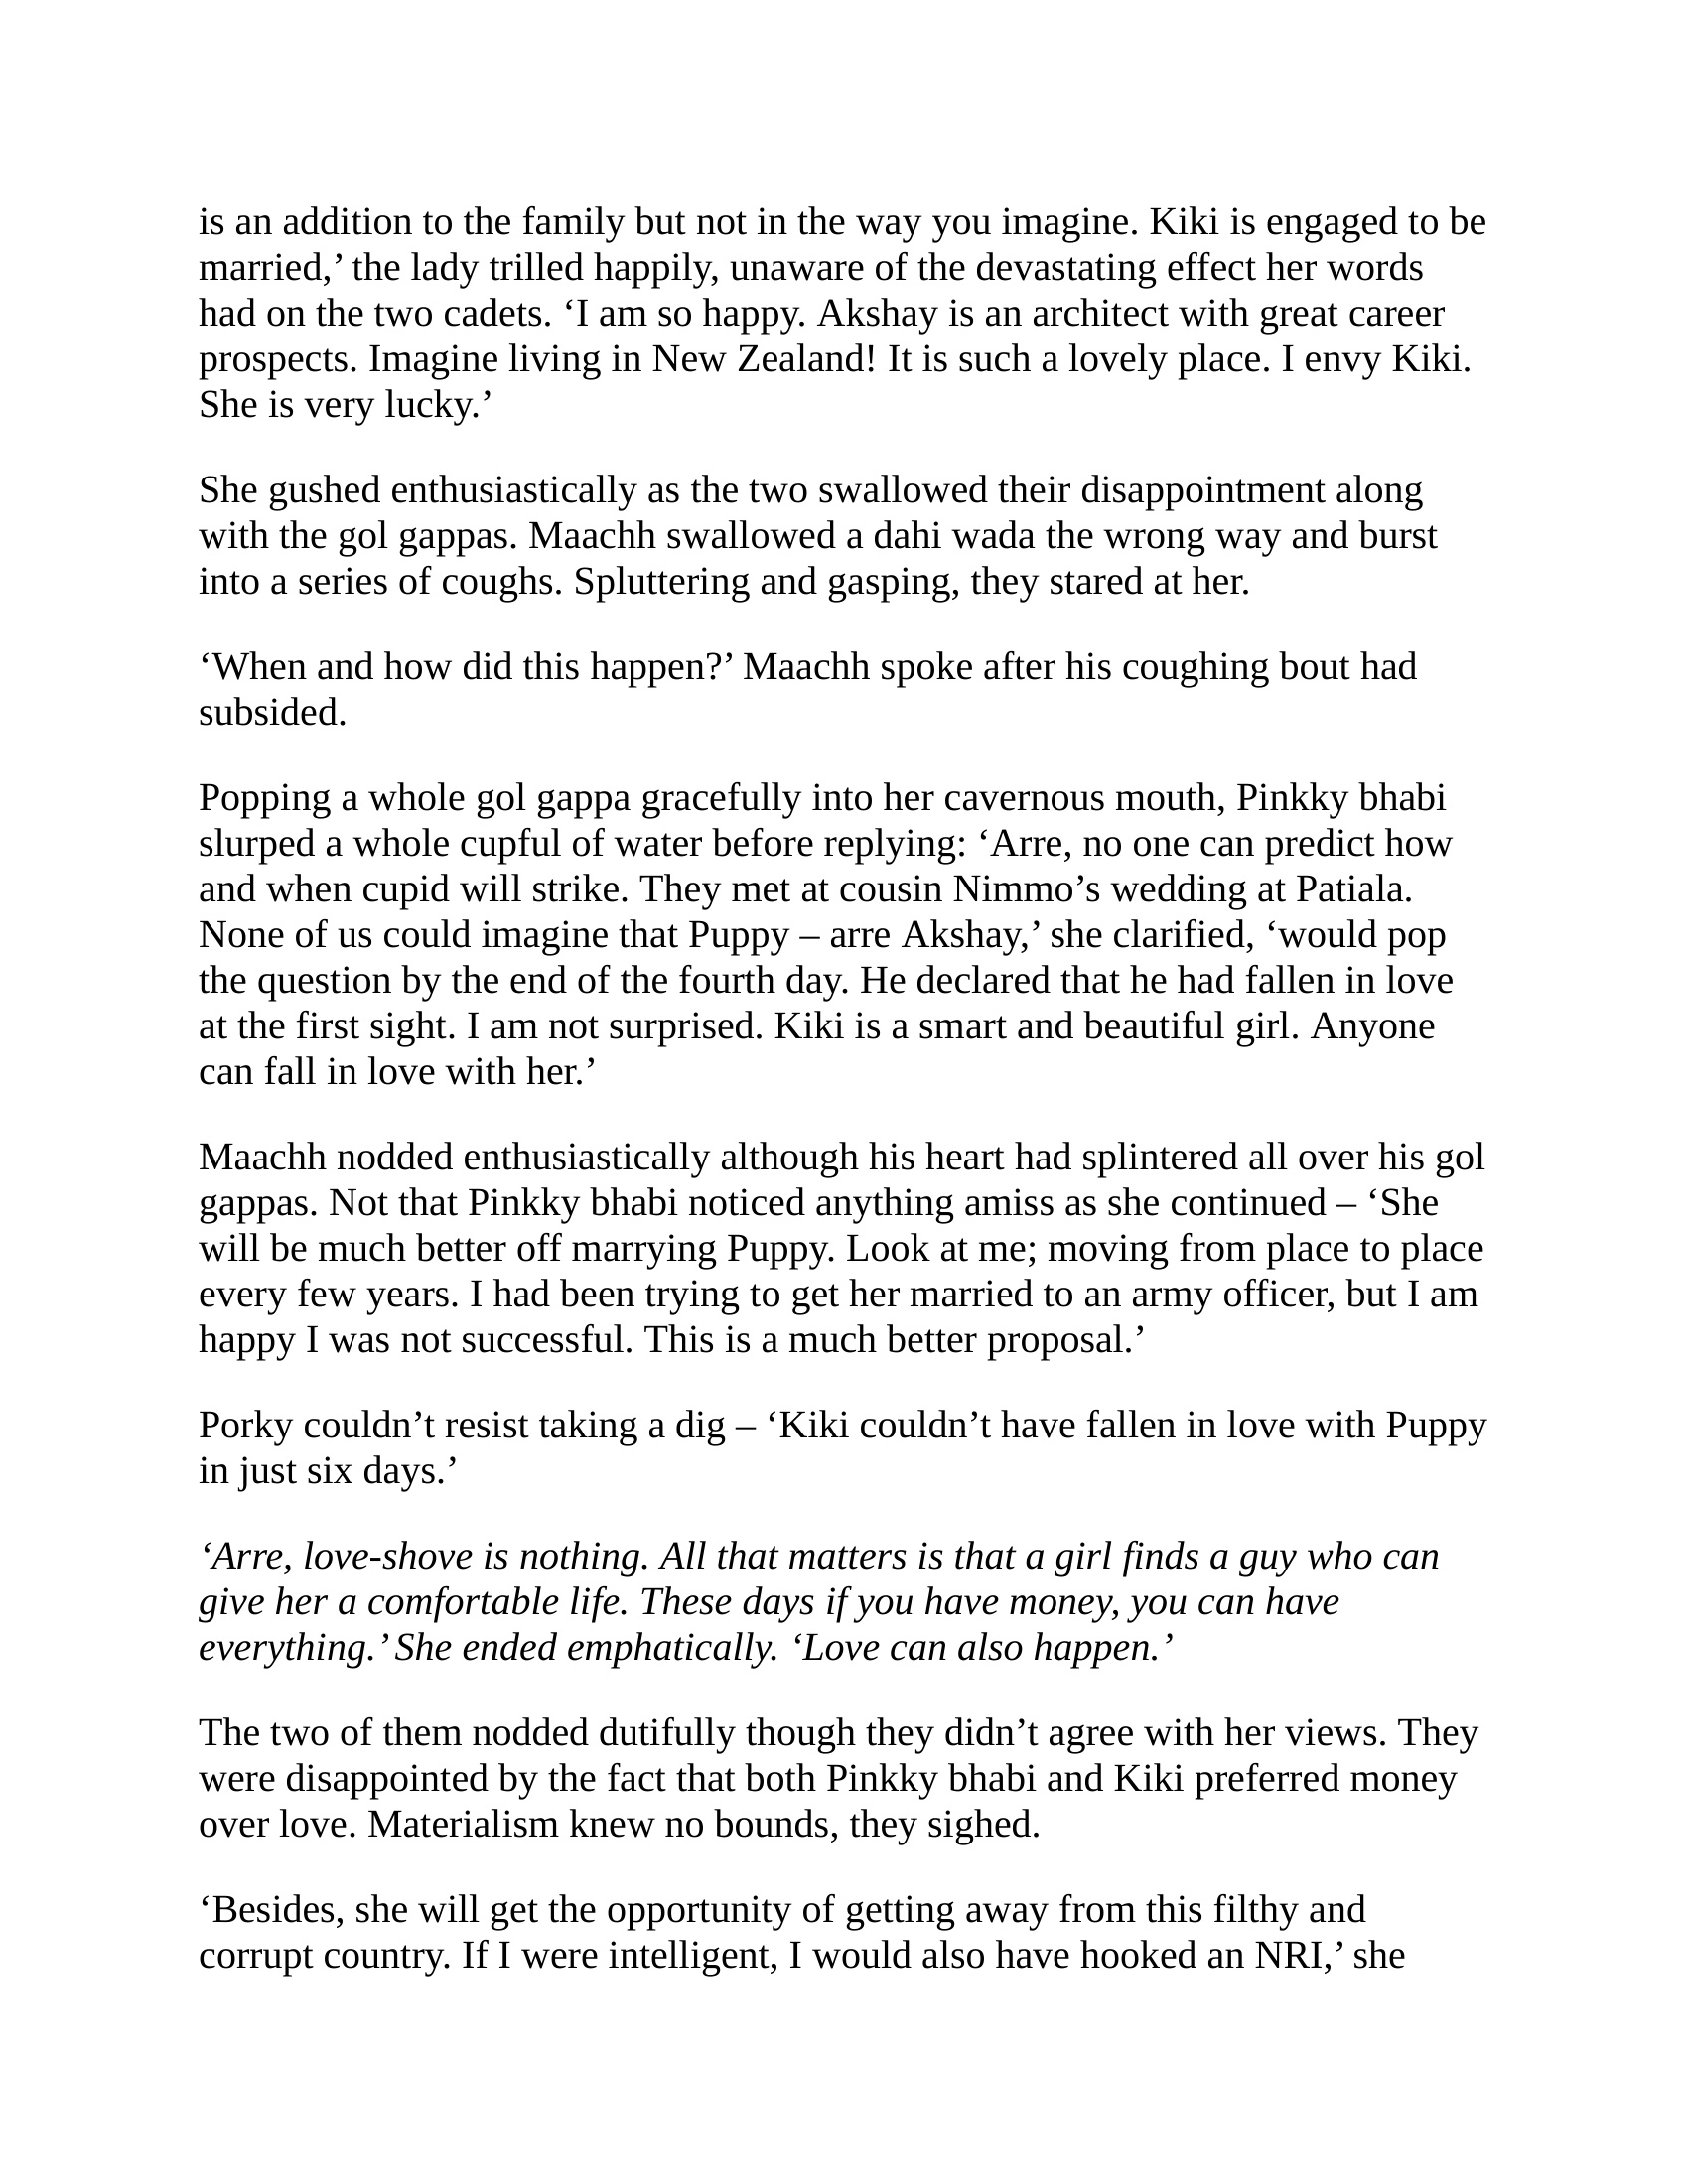 is an addition to the family but not in the way you imagine. Kiki is engaged to be
married,’ the lady trilled happily, unaware of the devastating effect her words
had on the two cadets. ‘I am so happy. Akshay is an architect with great career
prospects. Imagine living in New Zealand! It is such a lovely place. I envy Kiki.
She is very lucky.’
She gushed enthusiastically as the two swallowed their disappointment along
with the gol gappas. Maachh swallowed a dahi wada the wrong way and burst
into a series of coughs. Spluttering and gasping, they stared at her.
‘When and how did this happen?’ Maachh spoke after his coughing bout had
subsided.
Popping a whole gol gappa gracefully into her cavernous mouth, Pinkky bhabi
slurped a whole cupful of water before replying: ‘Arre, no one can predict how
and when cupid will strike. They met at cousin Nimmo’s wedding at Patiala.
None of us could imagine that Puppy – arre Akshay,’ she clarified, ‘would pop
the question by the end of the fourth day. He declared that he had fallen in love
at the first sight. I am not surprised. Kiki is a smart and beautiful girl. Anyone
can fall in love with her.’
Maachh nodded enthusiastically although his heart had splintered all over his gol
gappas. Not that Pinkky bhabi noticed anything amiss as she continued – ‘She
will be much better off marrying Puppy. Look at me; moving from place to place
every few years. I had been trying to get her married to an army officer, but I am
happy I was not successful. This is a much better proposal.’
Porky couldn’t resist taking a dig – ‘Kiki couldn’t have fallen in love with Puppy
in just six days.’
‘Arre, love-shove is nothing. All that matters is that a girl finds a guy who can
give her a comfortable life. These days if you have money, you can have
everything.’ She ended emphatically. ‘Love can also happen.’
The two of them nodded dutifully though they didn’t agree with her views. They
were disappointed by the fact that both Pinkky bhabi and Kiki preferred money
over love. Materialism knew no bounds, they sighed.
‘Besides, she will get the opportunity of getting away from this filthy and
corrupt country. If I were intelligent, I would also have hooked an NRI,’ she